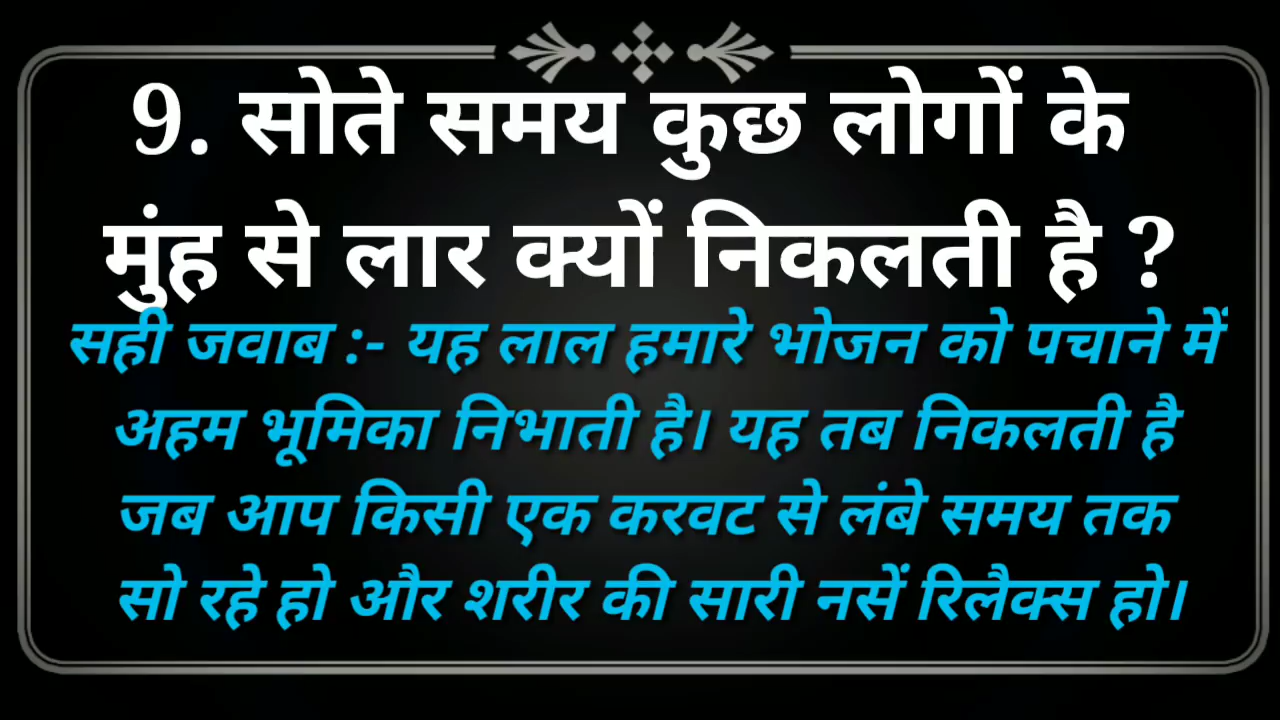 9. सोते समय कुछ लोगों के
मुंह से लार क्यों निकलती है ?
सही जवाब :- यह लाल हमारे भोजन को पचाने में
अहम भूमिका निभाती है। यह तब निकलती है
जब आप किसी एक करवट से लंबे समय तक
सो रहे हो और शरीर की सारी नसें रिलैक्स हो।